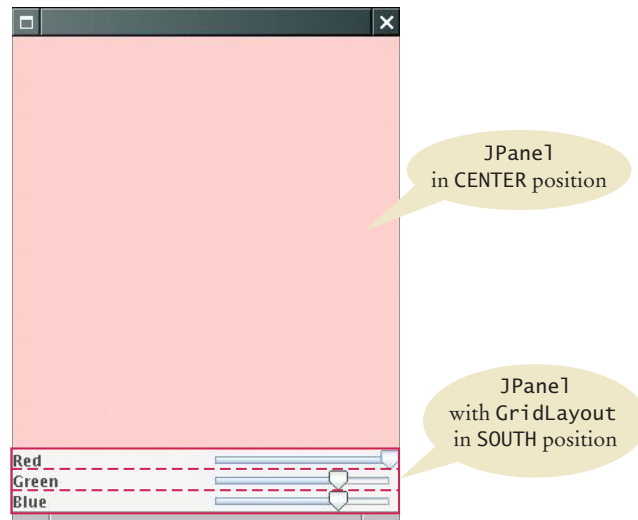 JPanel
in CENTER position
JPanel
with GridLayout
in SOUTH position
Red
Green
Blue